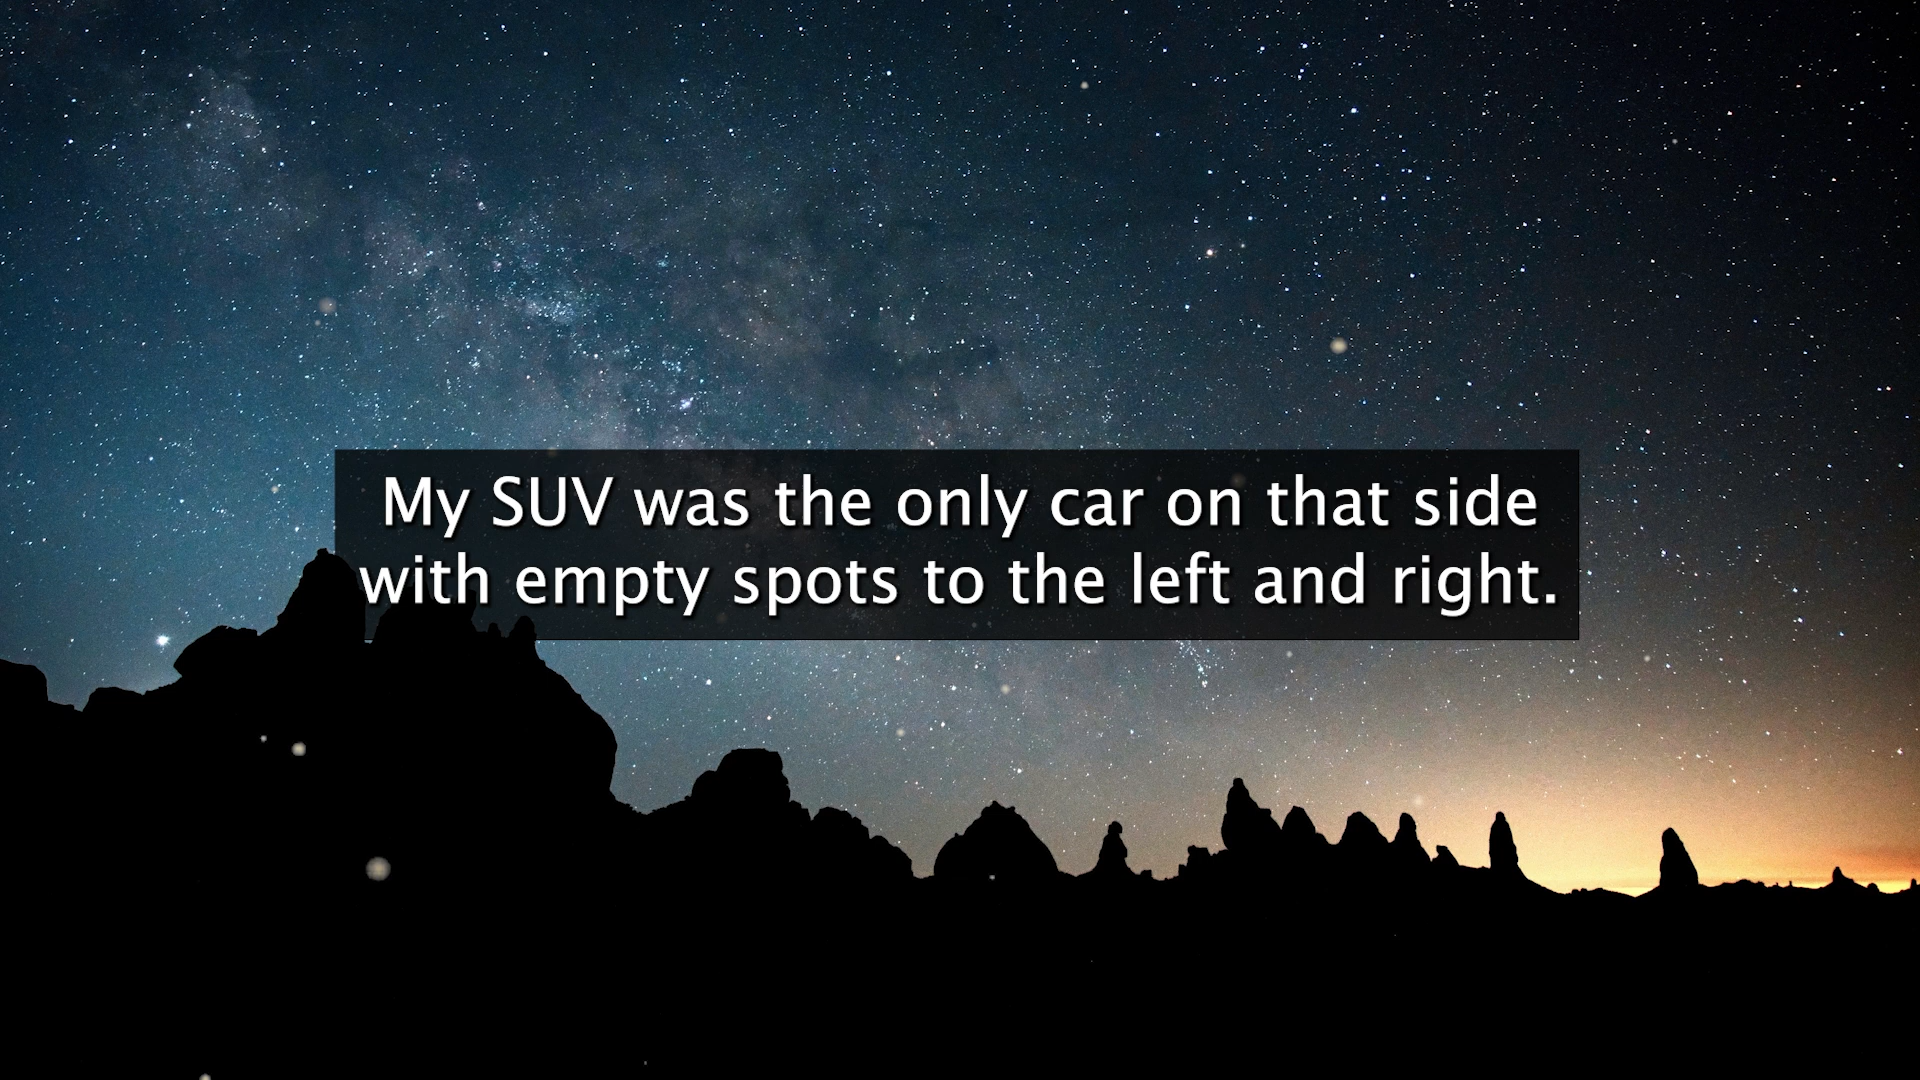 My SUV was the only car on that side
with empty spots to the left and right.